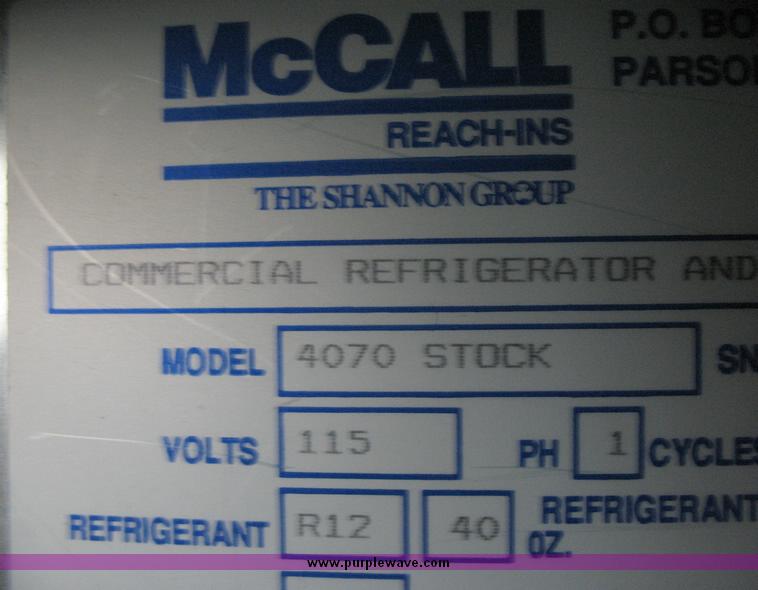 McCALL
P.O. BO
PARSO
REACH-INS
THE SHANNON GROUP
COMMERCIAL REFRIGERATOR AND
MODEL 4070 STOCK SN
VOLTS 115 PH 1 CYCLES
REFRIGERANT R12 40 OZ. REFRIGERANT
www.purplewave.com